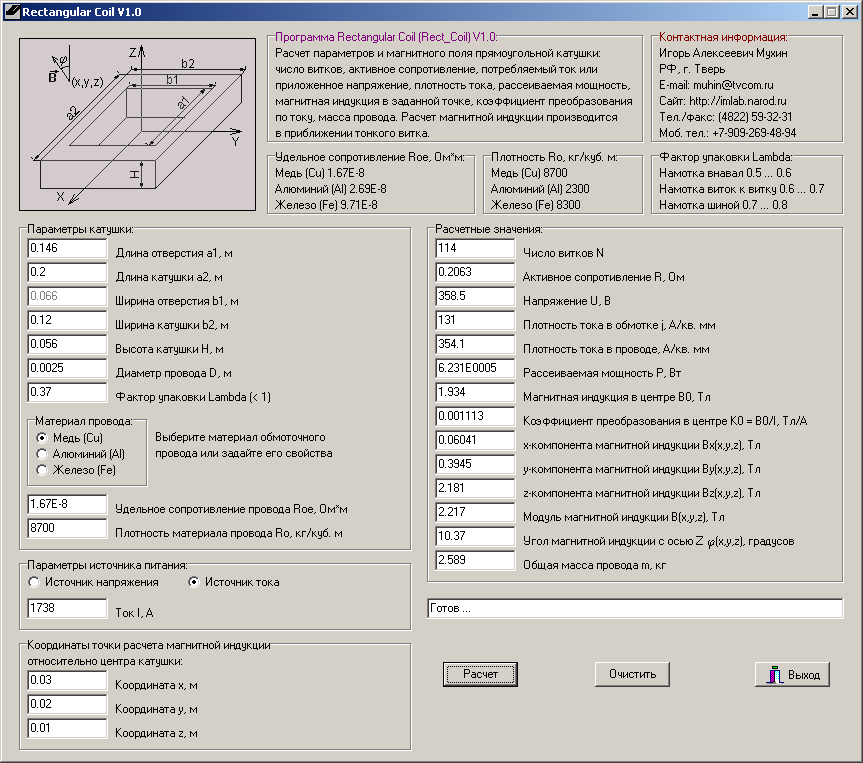 Rectangular Coil V1.0
Z
b2
b1
φ
B
(x,y,z)
a2
a1
Y
H
X
Программа Rectangular Coil (Rect_Coil) V1.0:
Расчет параметров и магнитного поля прямоугольной катушки:
число витков, активное сопротивление, потребляемый ток или
приложенное напряжение, плотность тока, рассеиваемая мощность,
магнитная индукция в заданной точке, коэффициент преобразования
по току, масса провода. Расчет магнитной индукции производится
в приближении тонкого витка.
Контактная информация:
Игорь Алексеевич Мухин
РФ, г. Тверь
E-mail: muhin@tvcom.ru
Сайт: http://imlab.narod.ru
Тел./факс: (4822) 59-32-31
Моб. тел.: +7-909-269-48-94
Удельное сопротивление Roe, Ом*м:
Медь (Cu) 1.67E-8
Алюминий (Al) 2.69E-8
Железо (Fe) 9.71E-8
Плотность Ro, кг/куб. м:
Медь (Cu) 8700
Алюминий (Al) 2300
Железо (Fe) 8300
Фактор упаковки Lambda:
Намотка внавал 0.5 ... 0.6
Намотка виток к витку 0.6 ... 0.7
Намотка шиной 0.7 ... 0.8
Параметры катушки:
0.146 Длина отверстия a1, м
0.2 Длина катушки a2, м
0.066 Ширина отверстия b1, м
0.12 Ширина катушки b2, м
0.056 Высота катушки H, м
0.0025 Диаметр провода D, м
0.37 Фактор упаковки Lambda (< 1)
Материал провода:
Медь (Cu)
Алюминий (Al)
Железо (Fe)
Выберите материал обмоточного
провода или задайте его свойства
1.67E-8 Удельное сопротивление провода Roe, Ом*м
8700 Плотность материала провода Ro, кг/куб. м
Параметры источника питания:
Источник напряжения Источник тока
1738 Ток I, А
Координаты точки расчета магнитной индукции
относительно центра катушки:
0.03 Координата x, м
0.02 Координата y, м
0.01 Координата z, м
Расчетные значения:
114 Число витков N
0.2063 Активное сопротивление R, Ом
358.5 Напряжение U, В
131 Плотность тока в обмотке j, А/кв. мм
354.1 Плотность тока в проводе, А/кв. мм
6.231E0005 Рассеиваемая мощность P, Вт
1.934 Магнитная индукция в центре B0, Тл
0.001113 Коэффициент преобразования в центре K0 = B0/I, Тл/А
0.06041 x-компонента магнитной индукции Bx(x,y,z), Тл
0.3945 y-компонента магнитной индукции By(x,y,z), Тл
2.181 z-компонента магнитной индукции Bz(x,y,z), Тл
2.217 Модуль магнитной индукции B(x,y,z), Тл
10.37 Угол магнитной индукции с осью Z φ(x,y,z), градусов
2.589 Общая масса провода m, кг
Готов ...
Расчет Очистить Выход